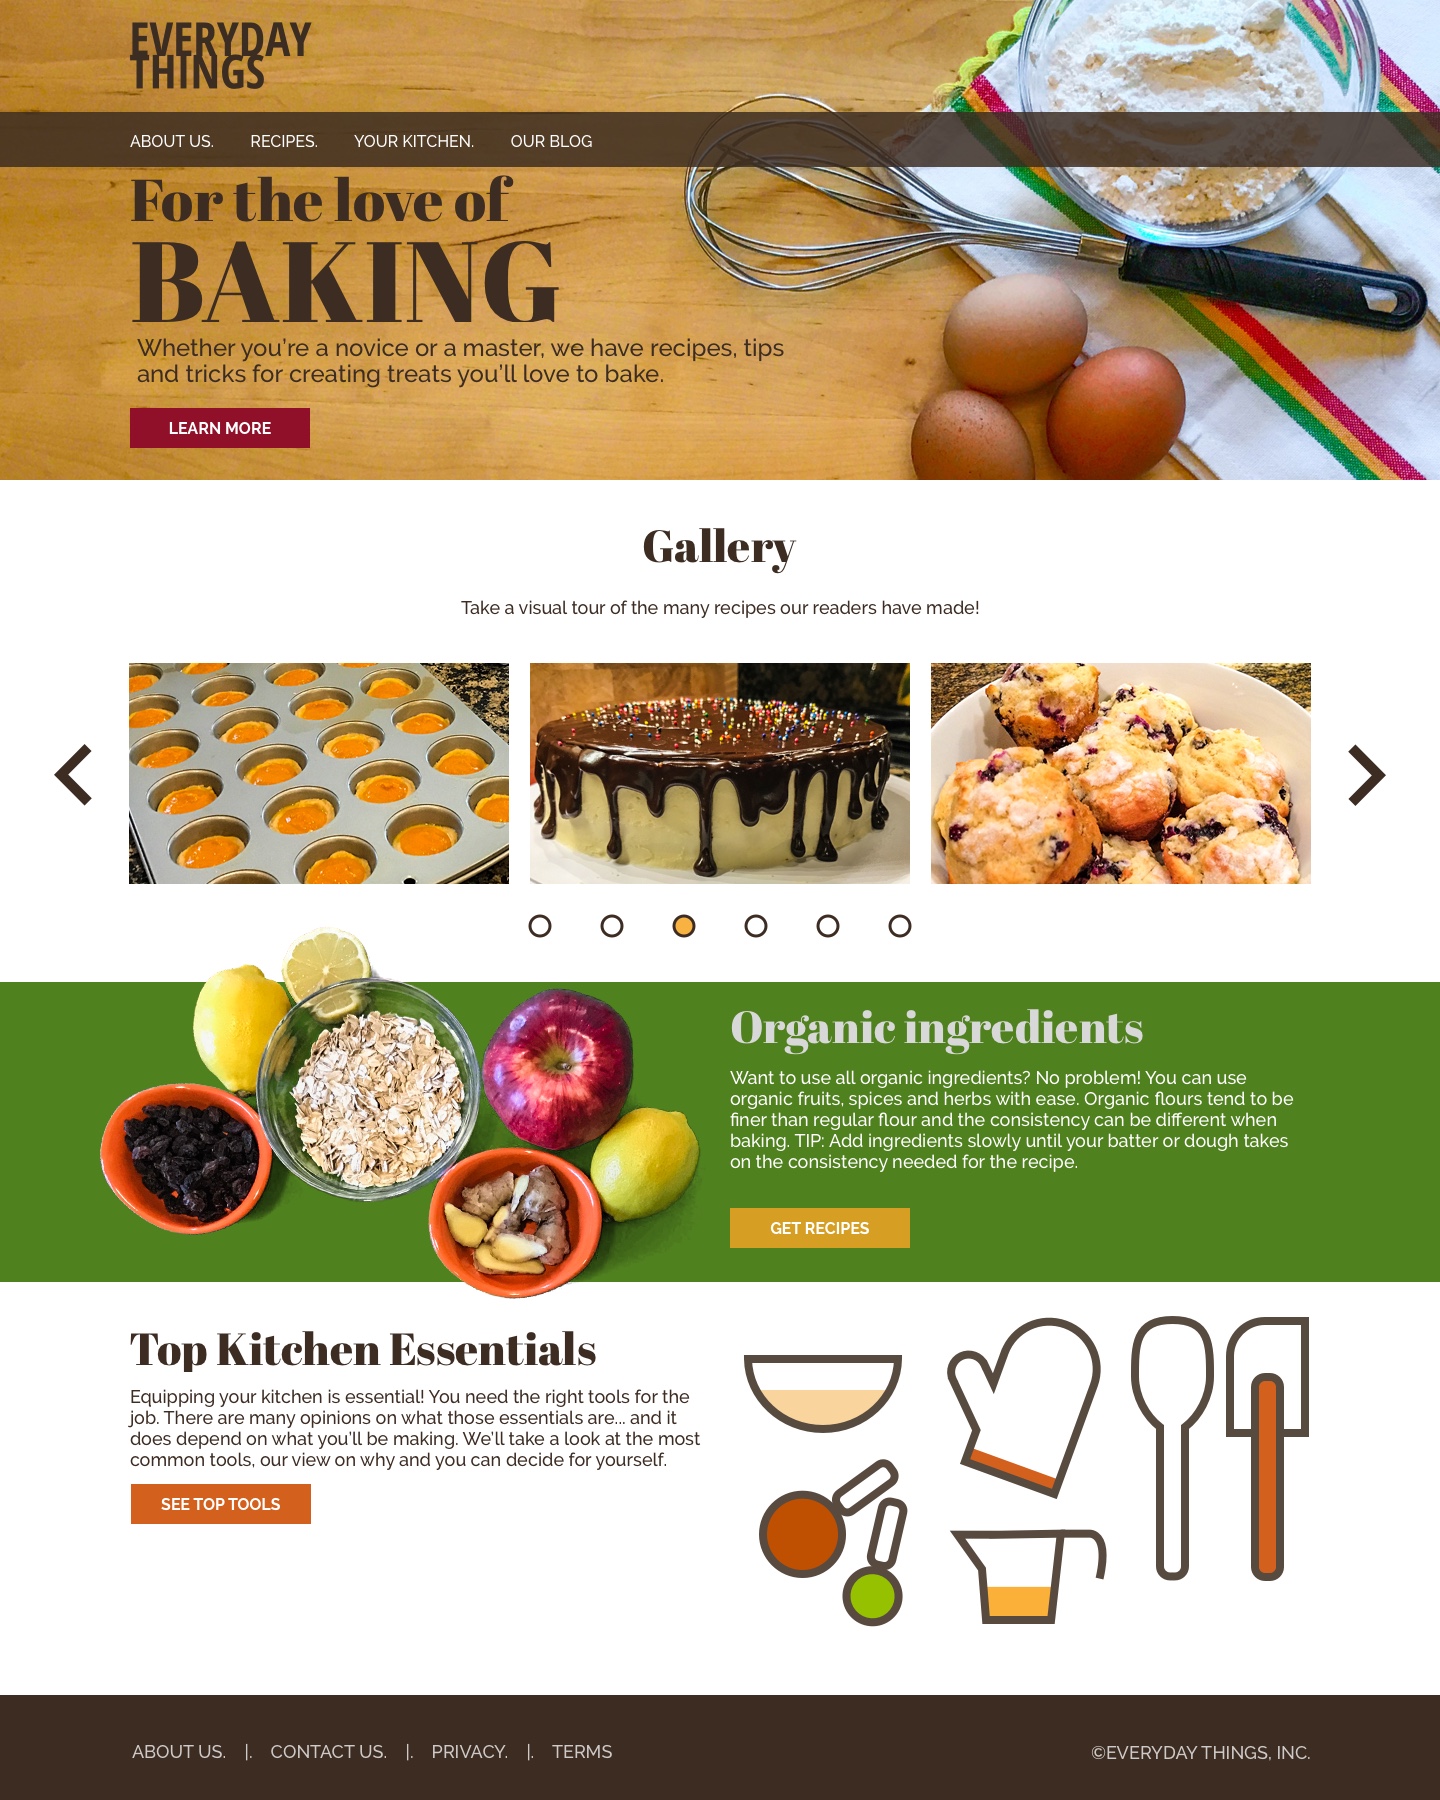 EVERYDAY
THINGS
ABOUT US. RECIPES. YOUR KITCHEN. OUR BLOG
For the love of
BAKING
Whether you’re a novice or a master, we have recipes, tips
and tricks for creating treats you’ll love to bake.
LEARN MORE
Gallery
Take a visual tour of the many recipes our readers have made!
Organic ingredients
Want to use all organic ingredients? No problem! You can use
organic fruits, spices and herbs with ease. Organic flours tend to be
finer than regular flour and the consistency can be different when
baking. TIP: Add ingredients slowly until your batter or dough takes
on the consistency needed for the recipe.
GET RECIPES
Top Kitchen Essentials
Equipping your kitchen is essential! You need the right tools for the
job. There are many opinions on what those essentials are... and it
does depend on what you’ll be making. We’ll take a look at the most
common tools, our view on why and you can decide for yourself.
SEE TOP TOOLS
ABOUT US. |. CONTACT US. |. PRIVACY. |. TERMS
©EVERYDAY THINGS, INC.